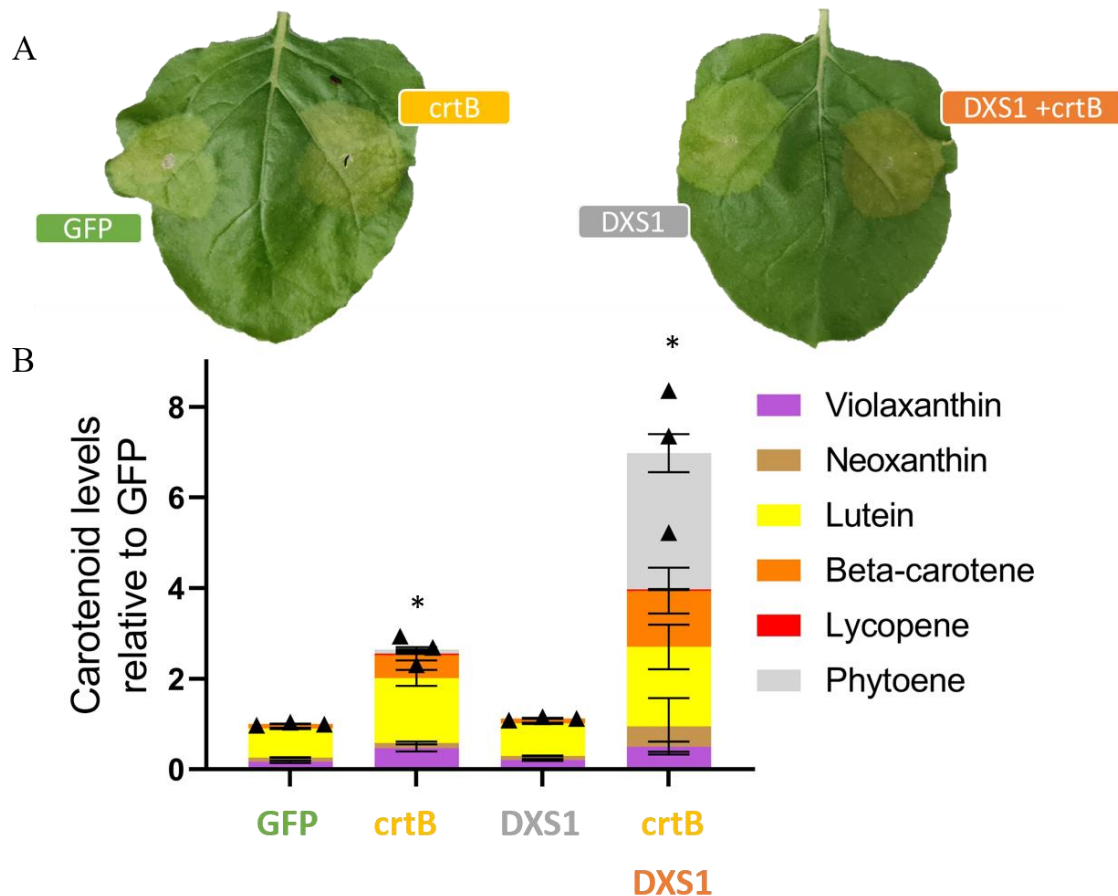 A
crtB
GFP
DXS1 +crtB
DXS1
B
Carotenoid levels
relative to GFP
8
6
4
2
0
*
*
GFP
crtB
DXS1
crtB
DXS1
Violaxanthin
Neoxanthin
Lutein
Beta-carotene
Lycopene
Phytoene